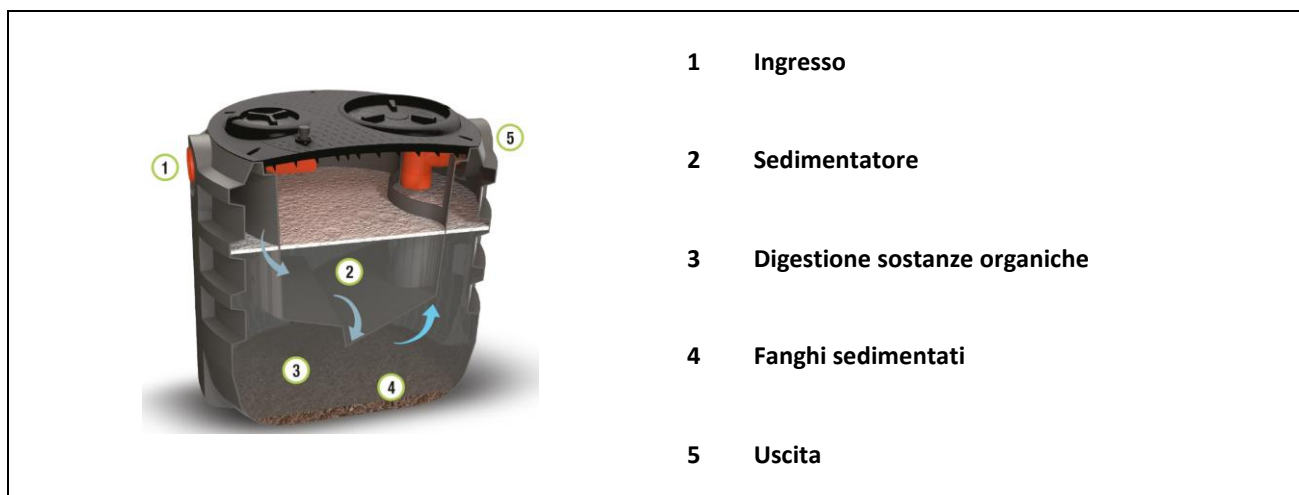 1 Ingresso
2 Sedimentatore
3 Digestione sostanze organiche
4 Fanghi sedimentati
5 Uscita
1
5
2
3
4